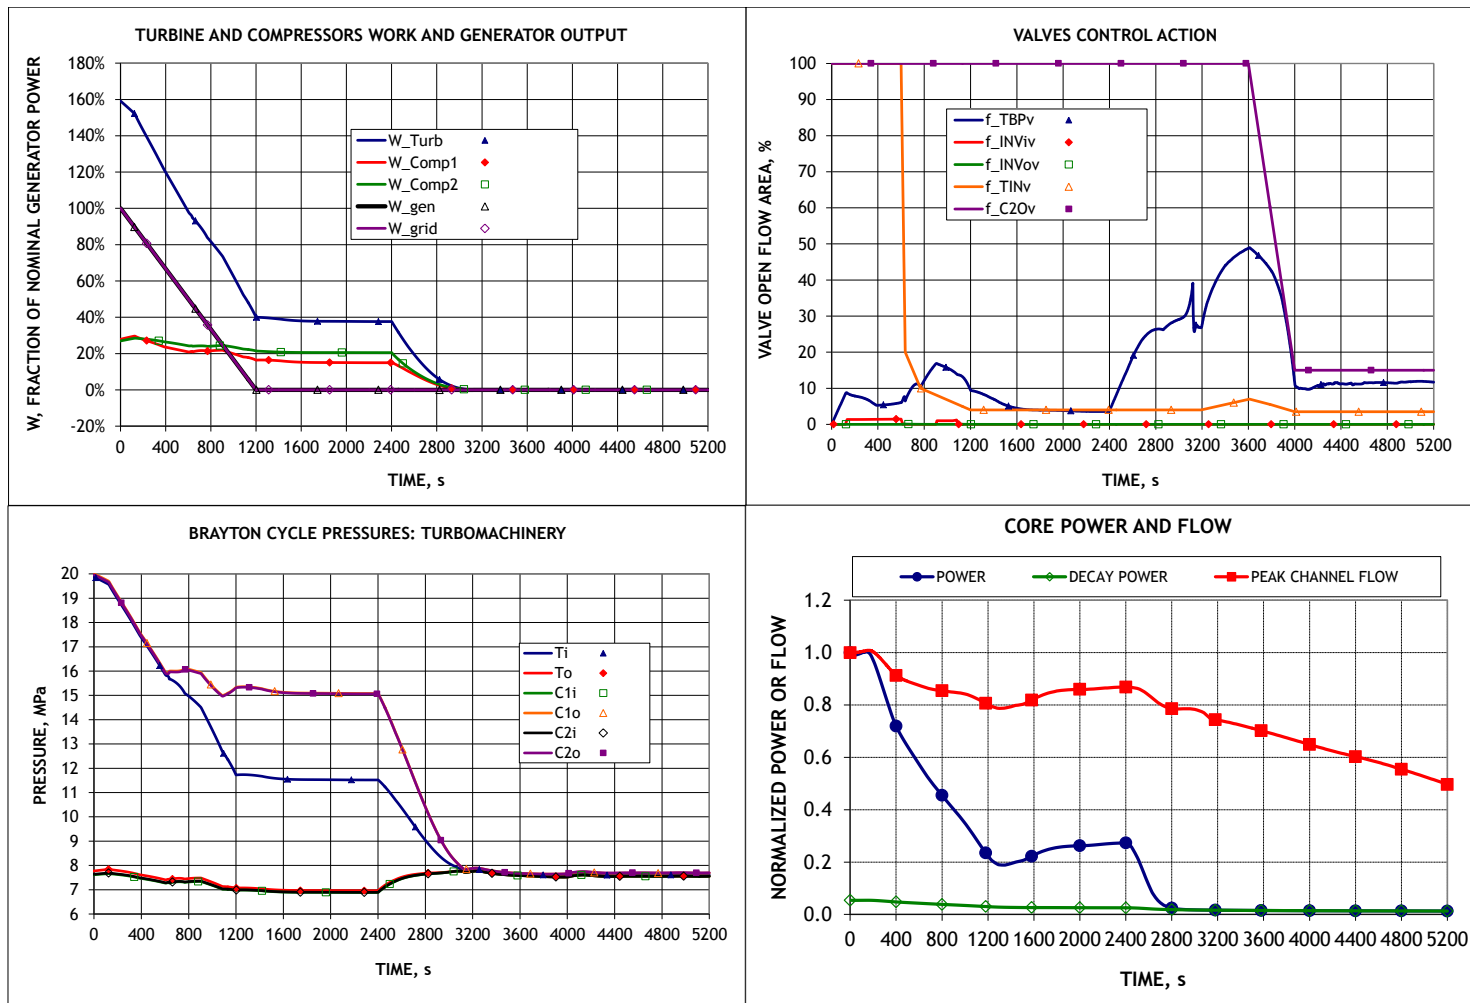 TURBINE AND COMPRESSORS WORK AND GENERATOR OUTPUT
W, FRACTION OF NOMINAL GENERATOR POWER
180%
160%
140%
120%
100%
80%
60%
40%
20%
0%
-20%
W_Turb
W_Comp1
W_Comp2
W_gen
W_grid
0 400 800 1200 1600 2000 2400 2800 3200 3600 4000 4400 4800 5200
TIME, s
VALVES CONTROL ACTION
VALVE OPEN FLOW AREA, %
100
90
80
70
60
50
40
30
20
10
0
f_TBPv
f_INViv
f_INVov
f_TINv
f_C2Ov
0 400 800 1200 1600 2000 2400 2800 3200 3600 4000 4400 4800 5200
TIME, s
BRAYTON CYCLE PRESSURES: TURBOMACHINERY
PRESSURE, MPa
20
19
18
17
16
15
14
13
12
11
10
9
8
7
6
Ti
To
C1i
C1o
C2i
C2o
0 400 800 1200 1600 2000 2400 2800 3200 3600 4000 4400 4800 5200
TIME, s
CORE POWER AND FLOW
POWER DECAY POWER PEAK CHANNEL FLOW
NORMALIZED POWER OR FLOW
1.2
1.0
0.8
0.6
0.4
0.2
0.0
0 400 800 1200 1600 2000 2400 2800 3200 3600 4000 4400 4800 5200
TIME, s